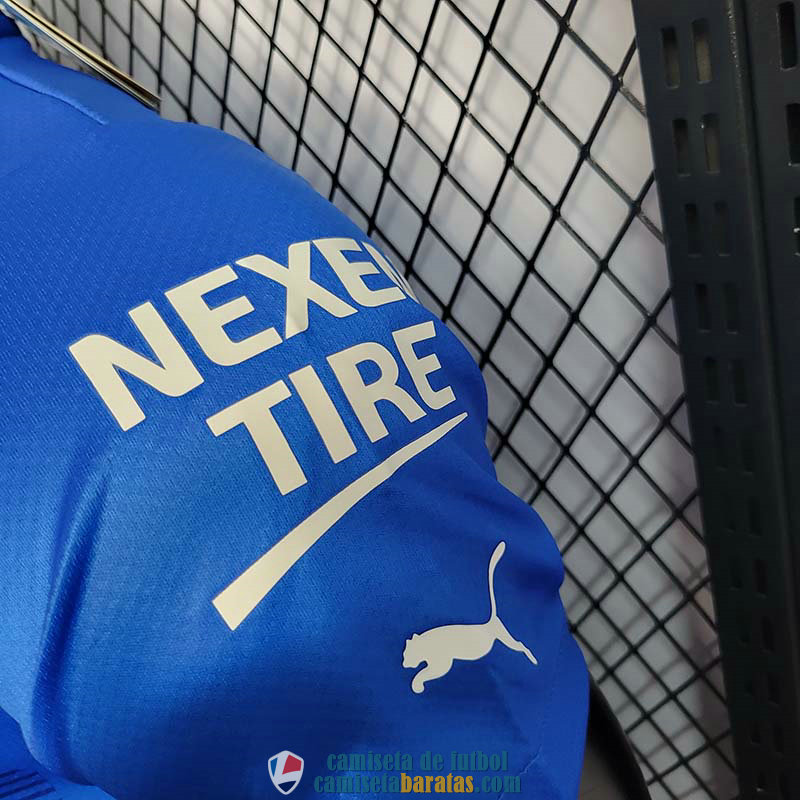 NEXEN
TIRE
camiseta de futbol
camisetabaratas.com